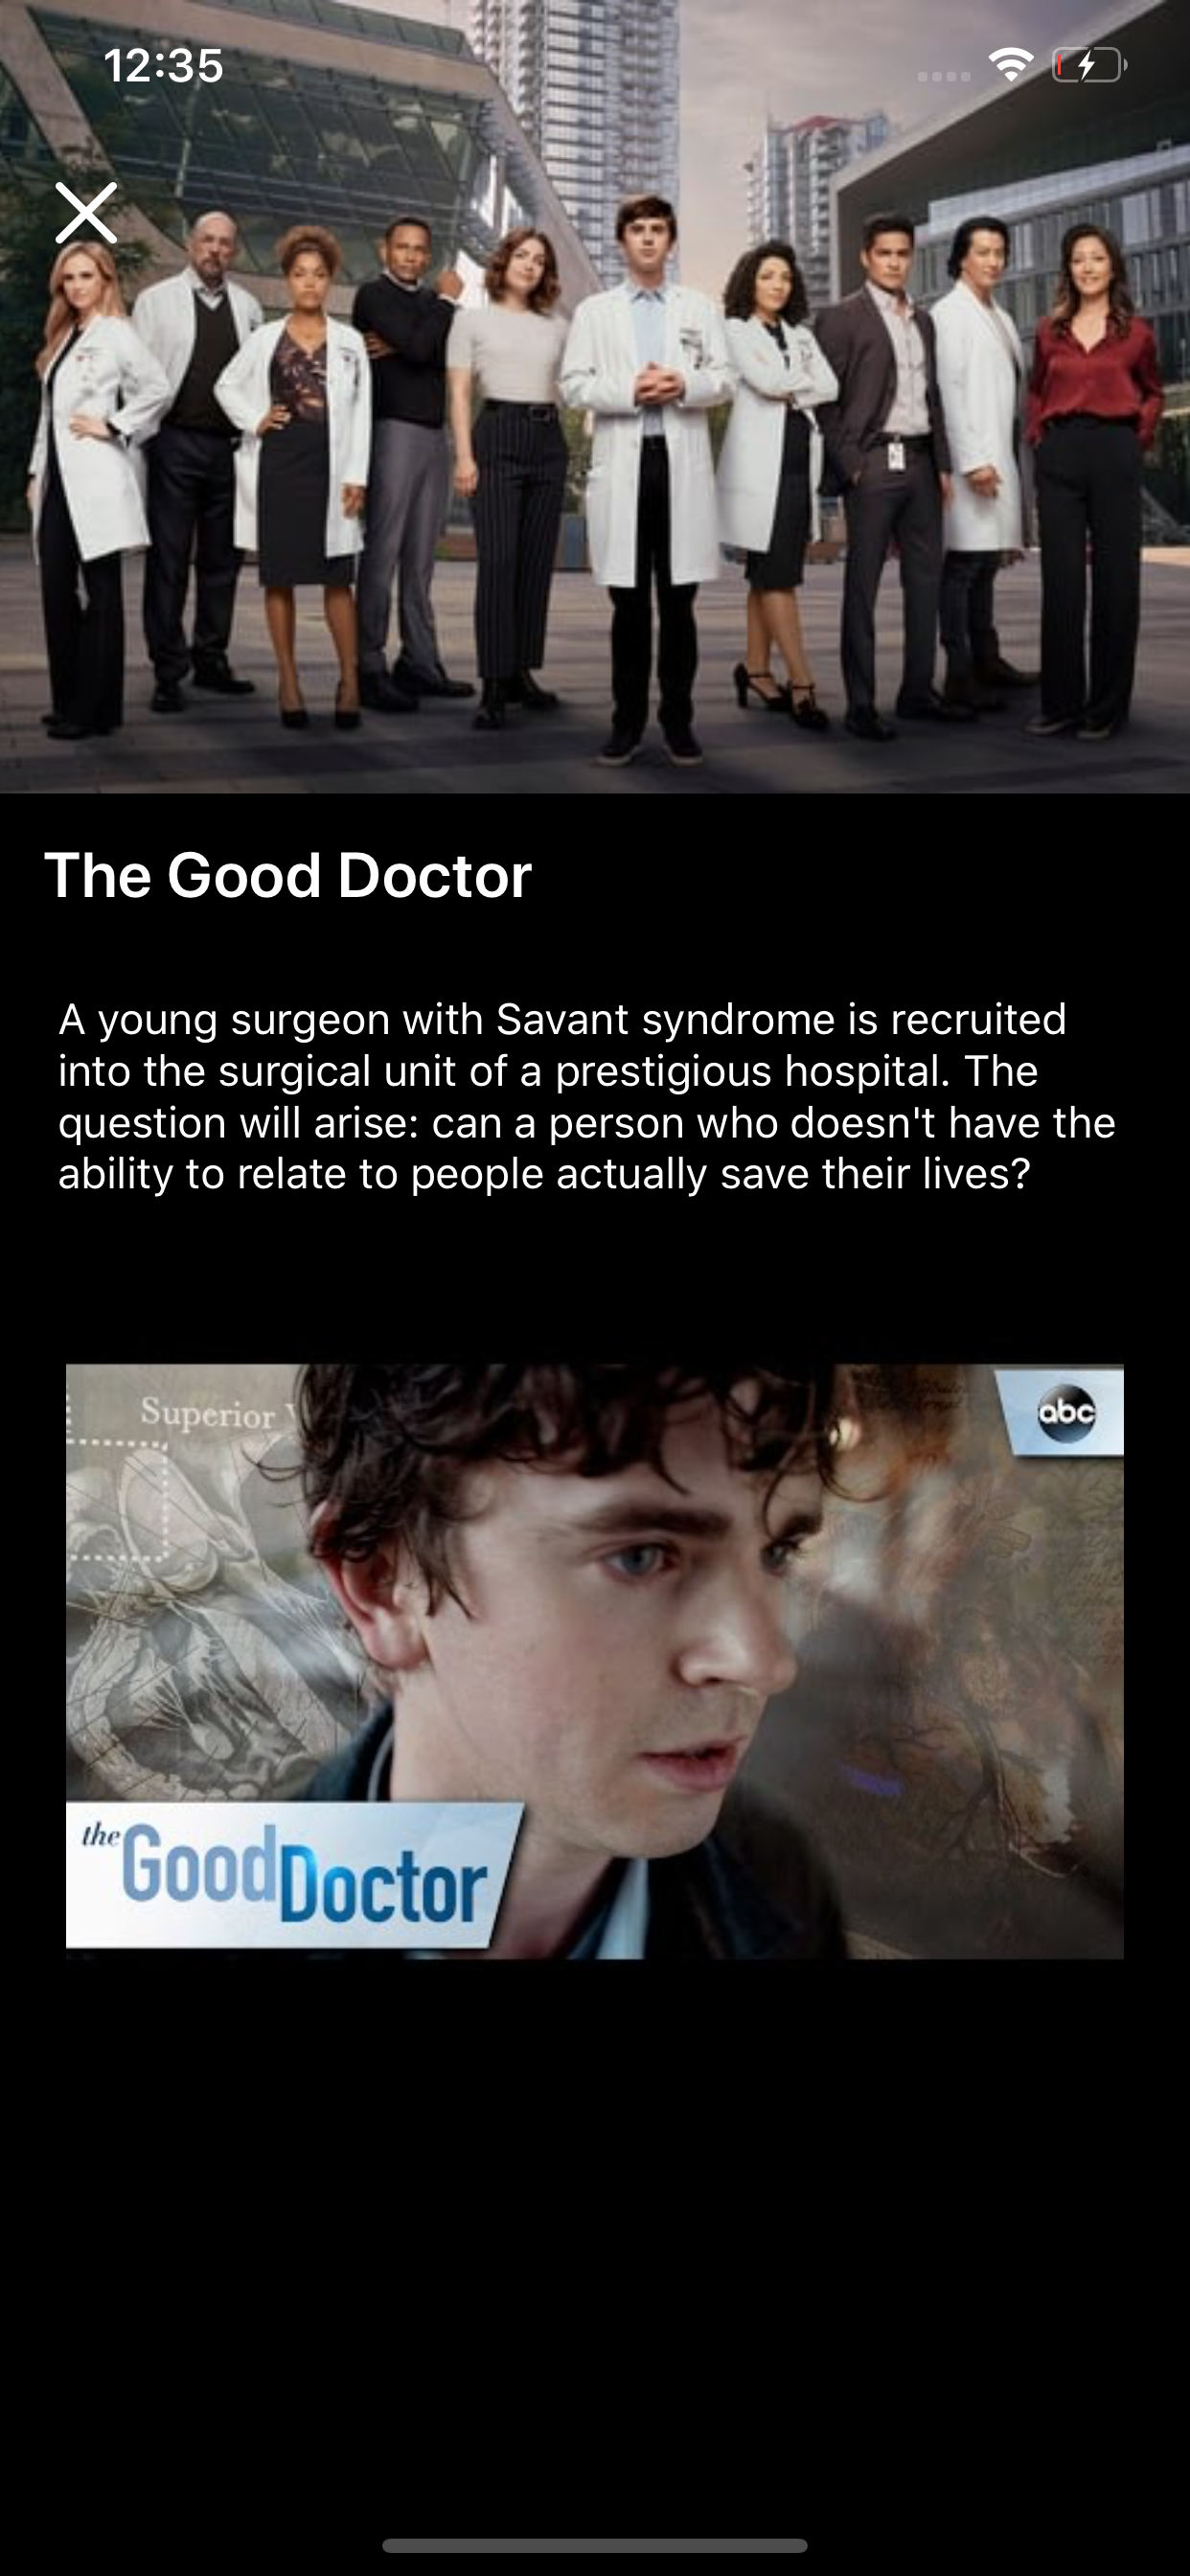 12:35
The Good Doctor
A young surgeon with Savant syndrome is recruited
into the surgical unit of a prestigious hospital. The
question will arise: can a person who doesn't have the
ability to relate to people actually save their lives?
Superior
abc
the Good Doctor